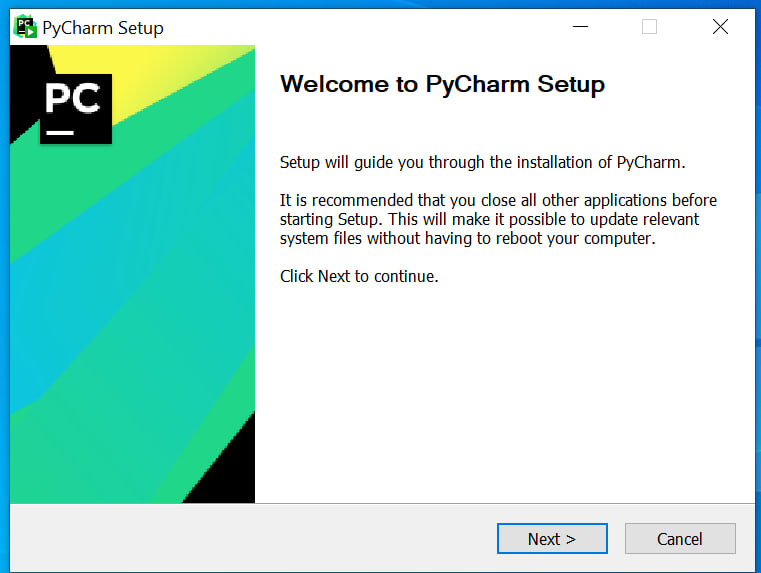 PyCharm Setup
PC
Welcome to PyCharm Setup
Setup will guide you through the installation of PyCharm.
It is recommended that you close all other applications before
starting Setup. This will make it possible to update relevant
system files without having to reboot your computer.
Click Next to continue.
Next >
Cancel